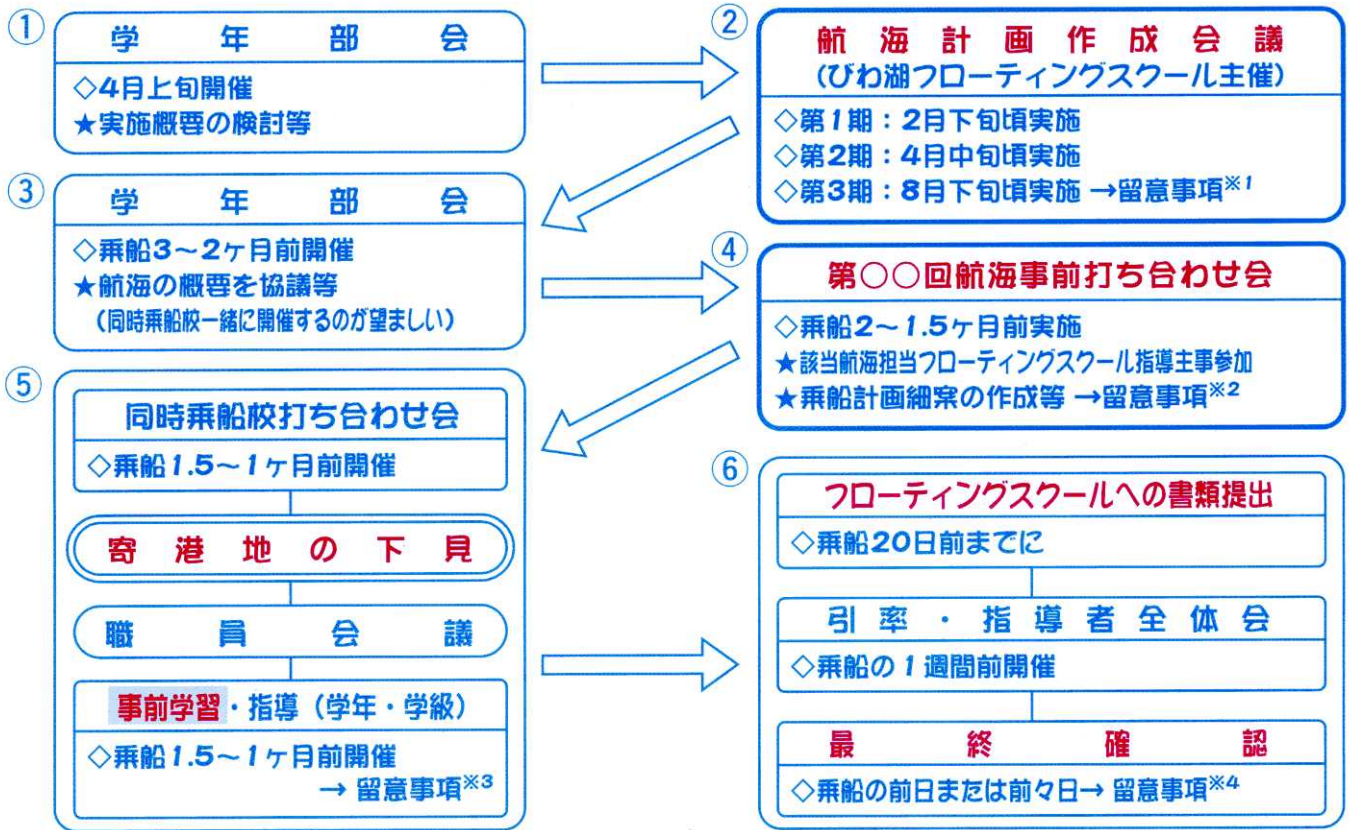 ①
学年部会
◇4月上旬開催
★実施概要の検討等
②
航海計画作成会議
(びわ湖フローティングスクール主催)
◇第1期：2月下旬頃実施
◇第2期：4月中旬頃実施
◇第3期：8月下旬頃実施 →留意事項※1
③
学年部会
◇乗船3～2ヶ月前開催
★航海の概要を協議等
(同時乗船校一緒に開催するのが望ましい)
④
第○○回航海事前打ち合わせ会
◇乗船2～1.5ヶ月前実施
★該当航海担当フローティングスクール指導主事参加
★乗船計画細案の作成等 →留意事項※2
⑤
同時乗船校打ち合わせ会
◇乗船1.5～1ヶ月前開催
寄港地の下見
職員会議
事前学習・指導（学年・学級）
◇乗船1.5～1ヶ月前開催
→ 留意事項※3
⑥
フローティングスクールへの書類提出
◇乗船20日前までに
引率・指導者全体会
◇乗船の1週間前開催
最終確認
◇乗船の前日または前々日→ 留意事項※4